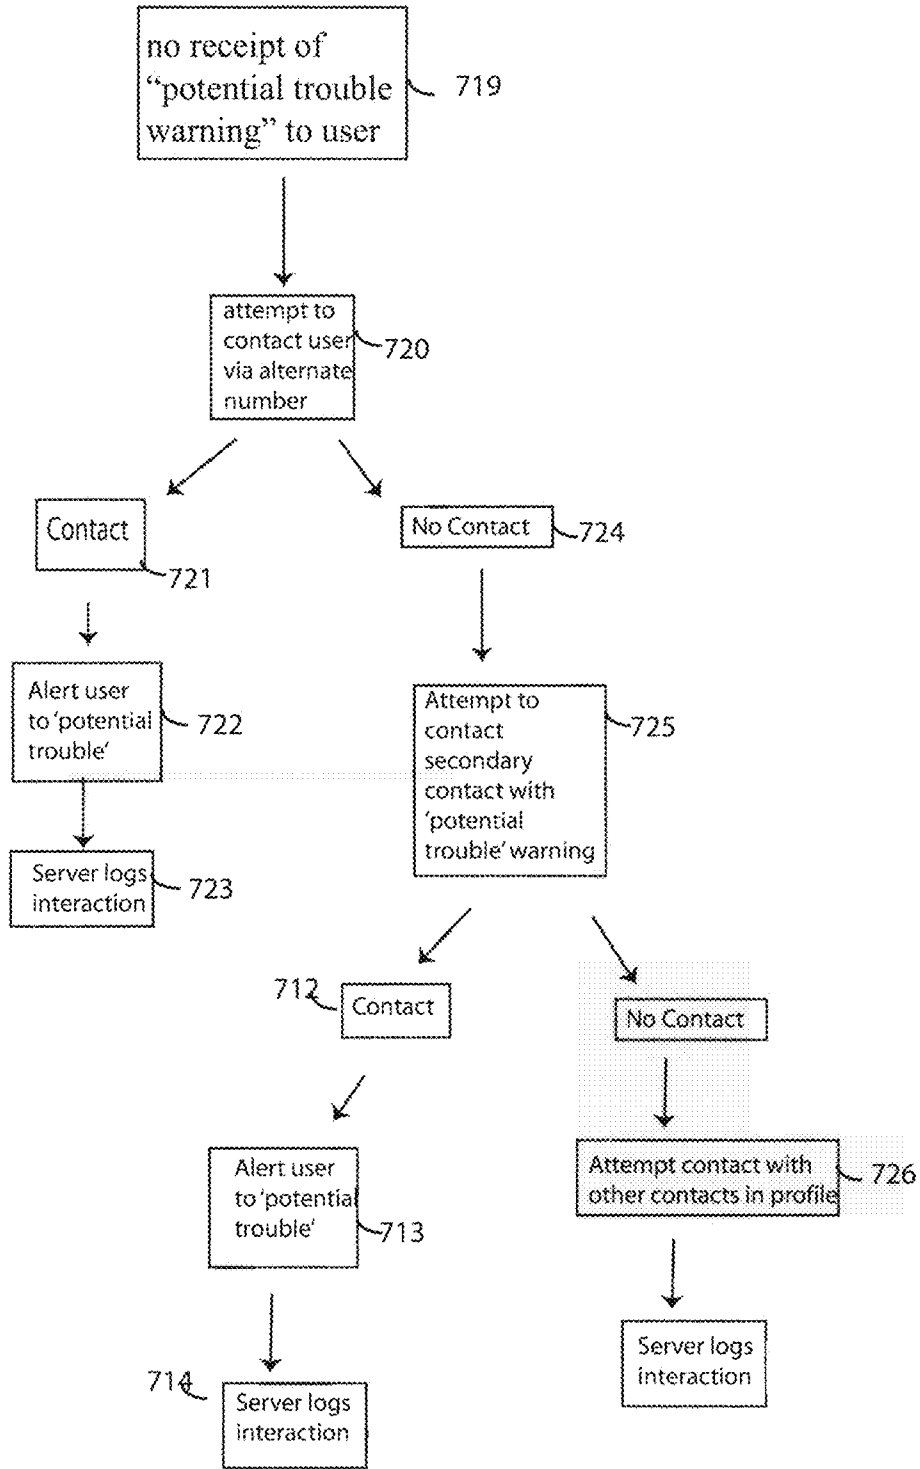 no receipt of
“potential trouble
warning” to user
719
attempt to
contact user
via alternate
number
720
Contact
721
No Contact
724
Alert user
to ‘potential
trouble’
722
Attempt to
contact
secondary
contact with
‘potential
trouble’ warning
725
Server logs
interaction
723
712
Contact
No Contact
Alert user
to ‘potential
trouble’
713
Attempt contact with
other contacts in profile
726
714
Server logs
interaction
Server logs
interaction